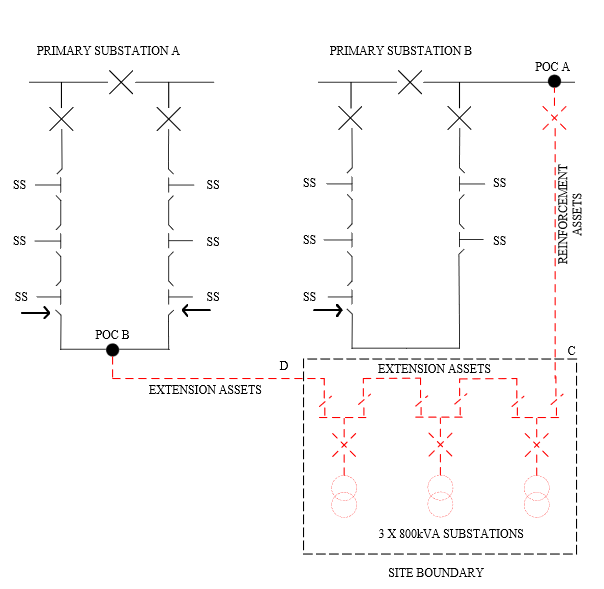 PRIMARY SUBSTATION A
PRIMARY SUBSTATION B
POC A
SS
SS
SS
SS
SS
SS
SS
SS
SS
SS
SS
REINFORCEMENT
ASSETS
POC B
C
D
EXTENSION ASSETS
EXTENSION ASSETS
3 X 800kVA SUBSTATIONS
SITE BOUNDARY